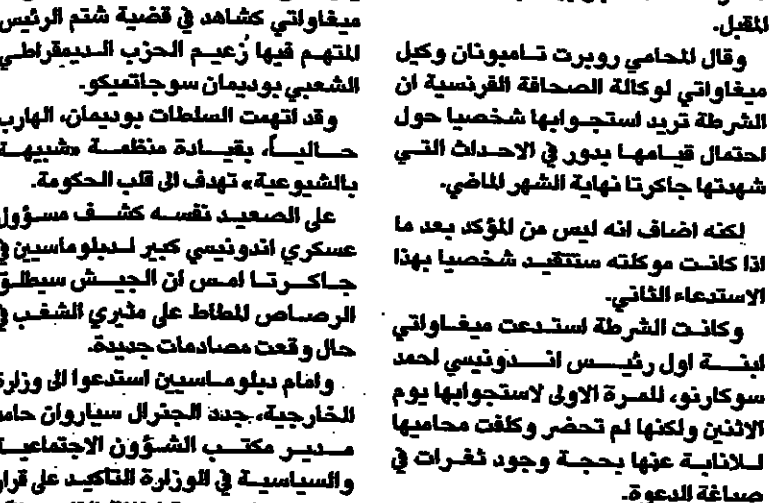 المقبل.
وقال المحامي روبرت تامبونان وكيل
ميغاواتي لوكالة الصحافة الفرنسية ان
الشرطة تريد استجوابها شخصيا حول
احتمال قيامها بدور في الاحداث التي
شهدتها جاكرتا نهاية الشهر الماضي.
لكنه اضاف انه ليس من المؤكد بعد ما
اذا كانت موكلته ستتقيد شخصيا بهذا
الاستدعاء الثاني.
وكانت الشرطة استدعت ميغاواتي
ابنة اول رئيس اندونيسي احمد
سوكارنو، للمرة الاولى لاستجوابها يوم
الاثنين ولكنها لم تحضر وكلفت محاميها
للانابة عنها بحجة وجود ثغرات في
صياغة الدعوة.
ميغاواتي كشاهد في قضية شتم الرئيس
المتهم فيها زعيم الحزب الديمقراطي
الشعبي بوديمان سوجاتميكو.
وقد اتهمت السلطات بوديمان، الهارب
حالياً، بقيادة منظمة «شبيهة
بالشيوعية» تهدف الى قلب الحكومة.
على الصعيد نفسه كشف مسؤول
عسكري اندونيسي كبير لدبلوماسيين في
جاكرتا امس ان الجيش سيطلق
الرصاص المطاط على مثيري الشغب في
حال وقعت مصادمات جديدة.
وامام دبلوماسيين استدعوا الى وزارة
الخارجية، جدد الجنرال سياروان حامد
مدير مكتب الشؤون الاجتماعية
والسياسية في الوزارة التاكيد على قرار